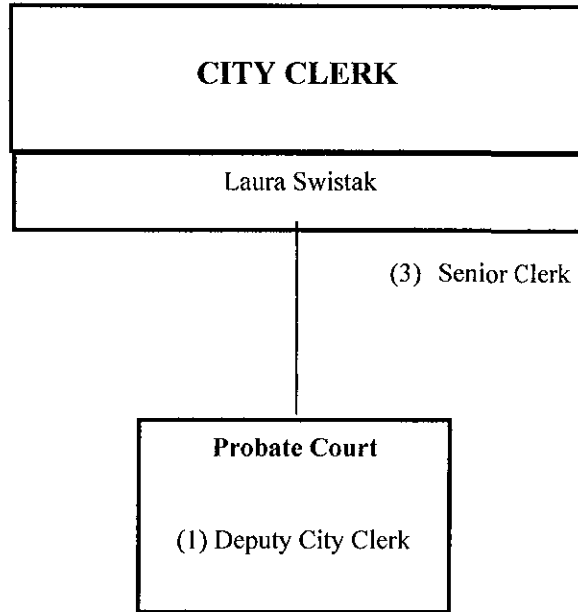 CITY CLERK
Laura Swistak
(3) Senior Clerk
Probate Court
(1) Deputy City Clerk